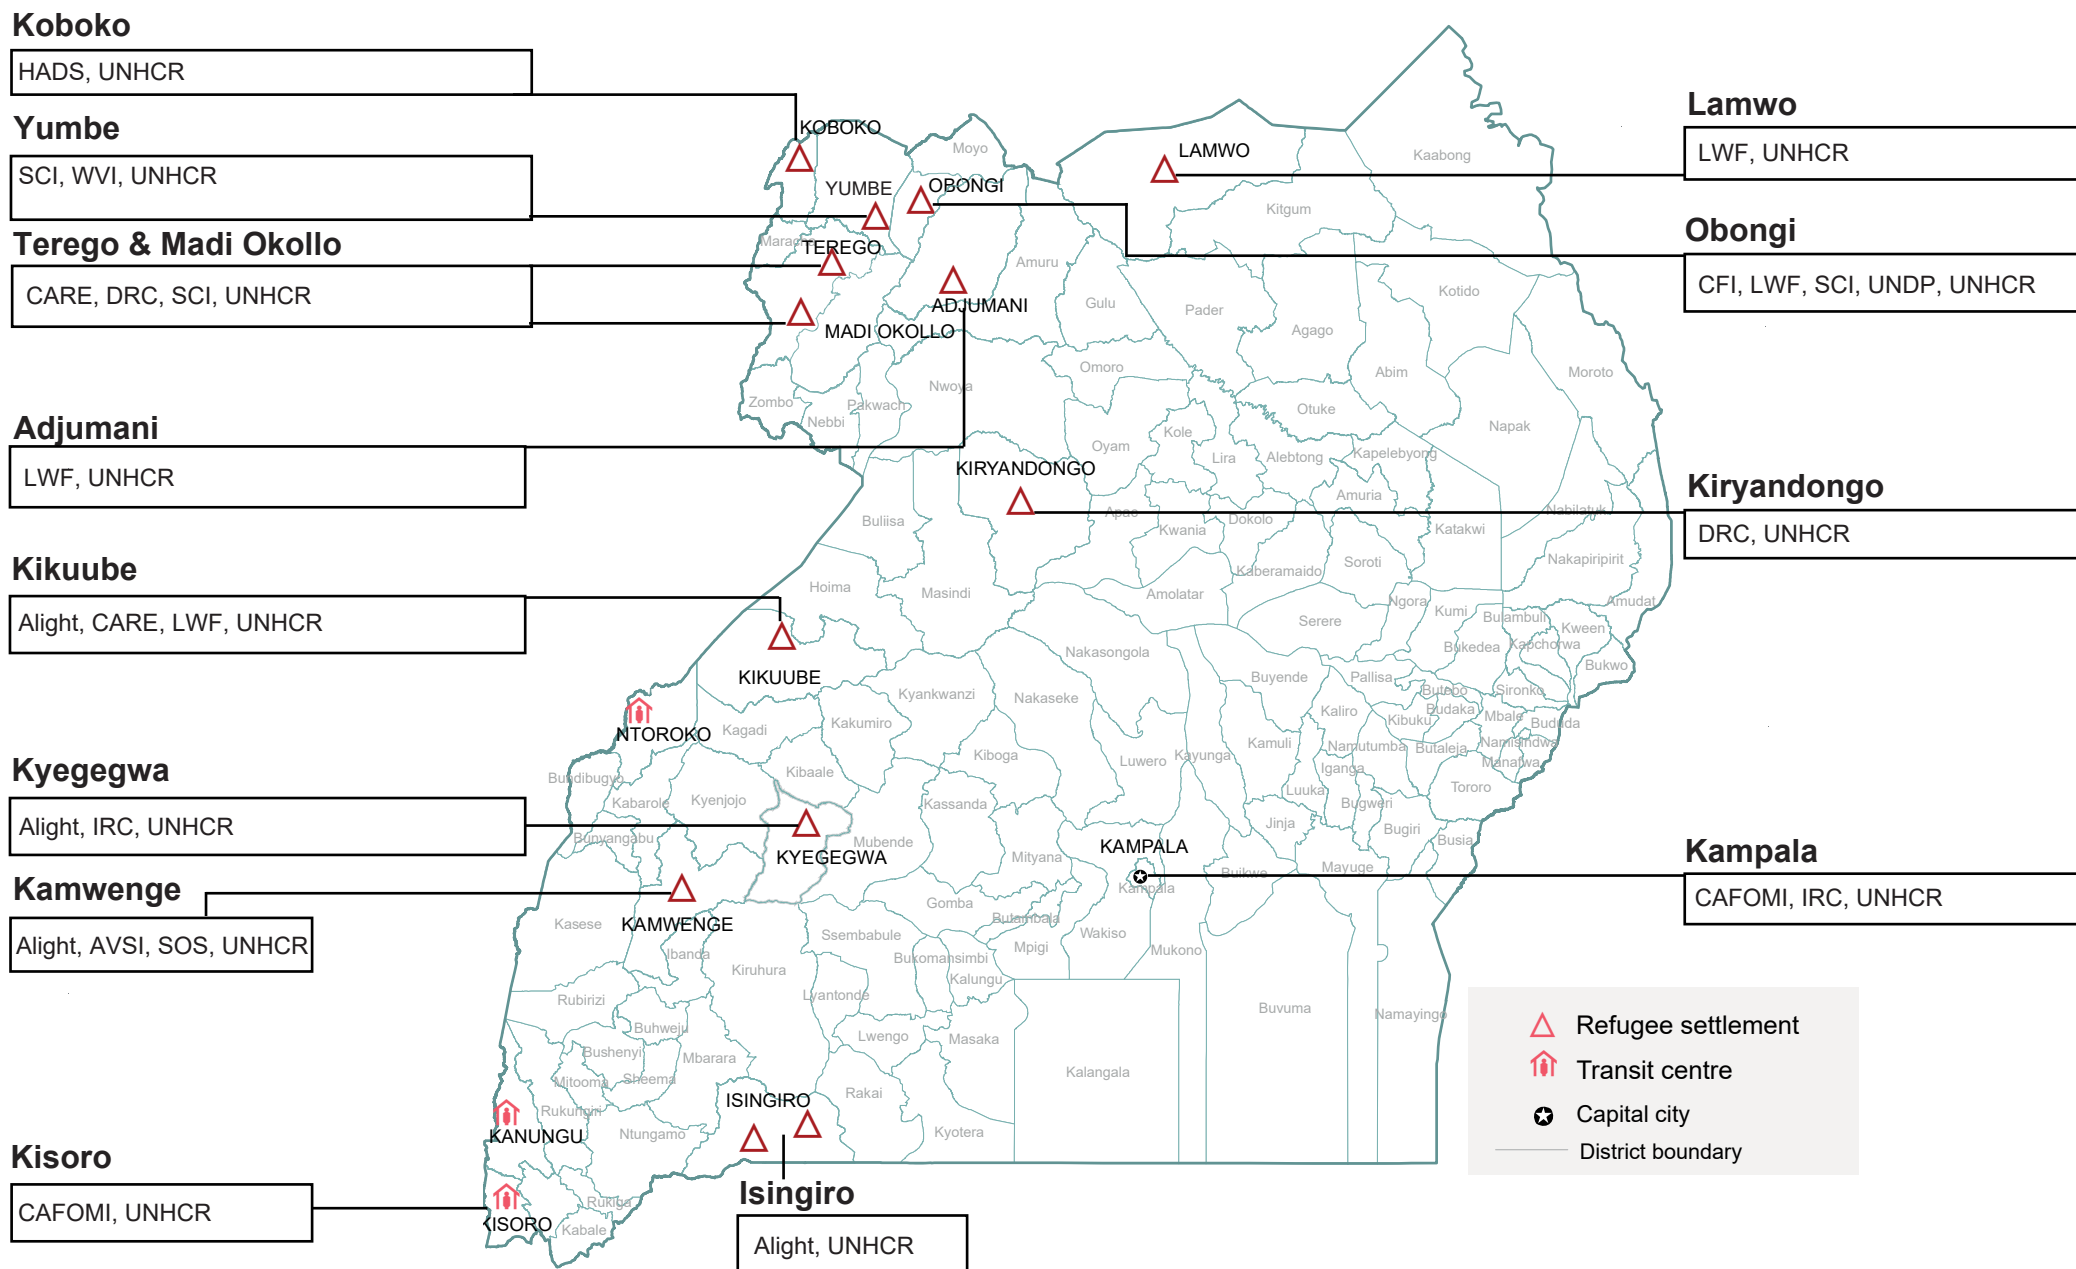 Koboko
HADS, UNHCR
Yumbe
SCI, WVI, UNHCR
Terego & Madi Okollo
CARE, DRC, SCI, UNHCR
Adjumani
LWF, UNHCR
Kikuube
Alight, CARE, LWF, UNHCR
Kyegegwa
Alight, IRC, UNHCR
Kamwenge
Alight, AVSI, SOS, UNHCR
Kisoro
CAFOMI, UNHCR
Isingiro
Alight, UNHCR
Lamwo
LWF, UNHCR
Obongi
CFI, LWF, SCI, UNDP, UNHCR
Kiryandongo
DRC, UNHCR
Kampala
CAFOMI, IRC, UNHCR
Refugee settlement
Transit centre
Capital city
District boundary
KOBOKO
Moyo
LAMWO
Kaabong
YUMBE
OBONGI
Kitgum
Maracha
TEREGO
Amuru
ADJUMANI
Gulu
Pader
Kotido
MADI OKOLLO
Agago
Omoro
Abim
Moroto
Zombo
Nebbi
Pakwach
Nwoya
Otuke
Napak
Oyam
Kole
Lira
Alebtong
Kapelebyong
KIRYANDONGO
Amuria
Buliisa
Apac
Kwania
Dokolo
Katakwi
Nabilatuk
Nakapiripirit
Soroti
Kaberamaido
Hoima
Masindi
Amolatar
Ngora
Kumi
Bulambuli
Amudat
Serere
Kween
Bukedea
Kapchorwa
Bukwo
Nakasongola
KIKUUBE
Buyende
Pallisa
Butebo
Sironko
Kyankwanzi
Nakaseke
Kaliro
Kibuku
Budaka
Mbale
Bududa
NTOROKO
Kagadi
Kakumiro
Kamuli
Namutumba
Butaleja
Namisindwa
Manafwa
Kiboga
Luwero
Kayunga
Iganga
Bundibugyo
Kibaale
Kabarole
Kyenjojo
Kassanda
Luuka
Bugweri
Tororo
Bunyangabu
Mubende
Jinja
Bugiri
Busia
KYEGEGWA
Mityana
KAMPALA
Kampala
Buikwe
Mayuge
KAMWENGE
Kasese
Gomba
Butambala
Ibanda
Ssembabule
Bukomansimbi
Mpigi
Wakiso
Mukono
Kiruhura
Kalungu
Lyantonde
Rubirizi
Buvuma
Namayingo
Buhweju
Lwengo
Masaka
Bushenyi
Mbarara
Mitooma
Sheema
Kalangala
ISINGIRO
Rakai
Rukungiri
KANUNGU
Ntungamo
Kyotera
Rukiga
KISORO
Kabale